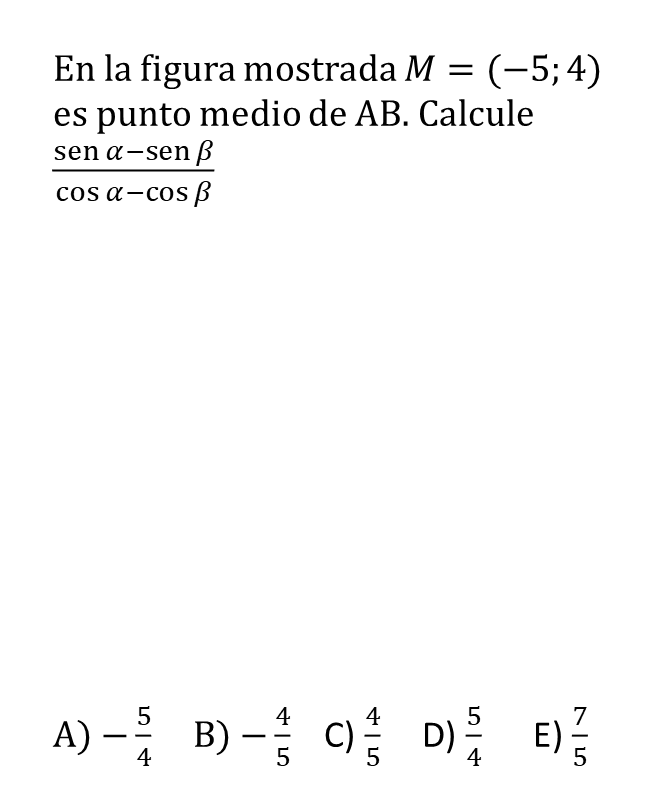 En la figura mostrada M = (−5; 4)
es punto medio de AB. Calcule
sen α−sen β
cos α−cos β
A) − 5/4 B) − 4/5 C) 4/5 D) 5/4 E) 7/5